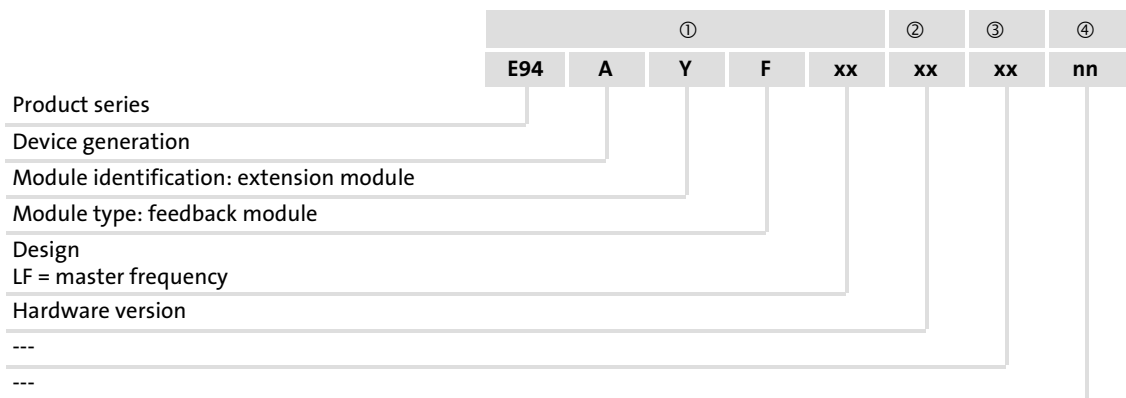 ① ② ③ ④
E94 A Y F xx xx xx nn
Product series
Device generation
Module identification: extension module
Module type: feedback module
Design
LF = master frequency
Hardware version
---
---